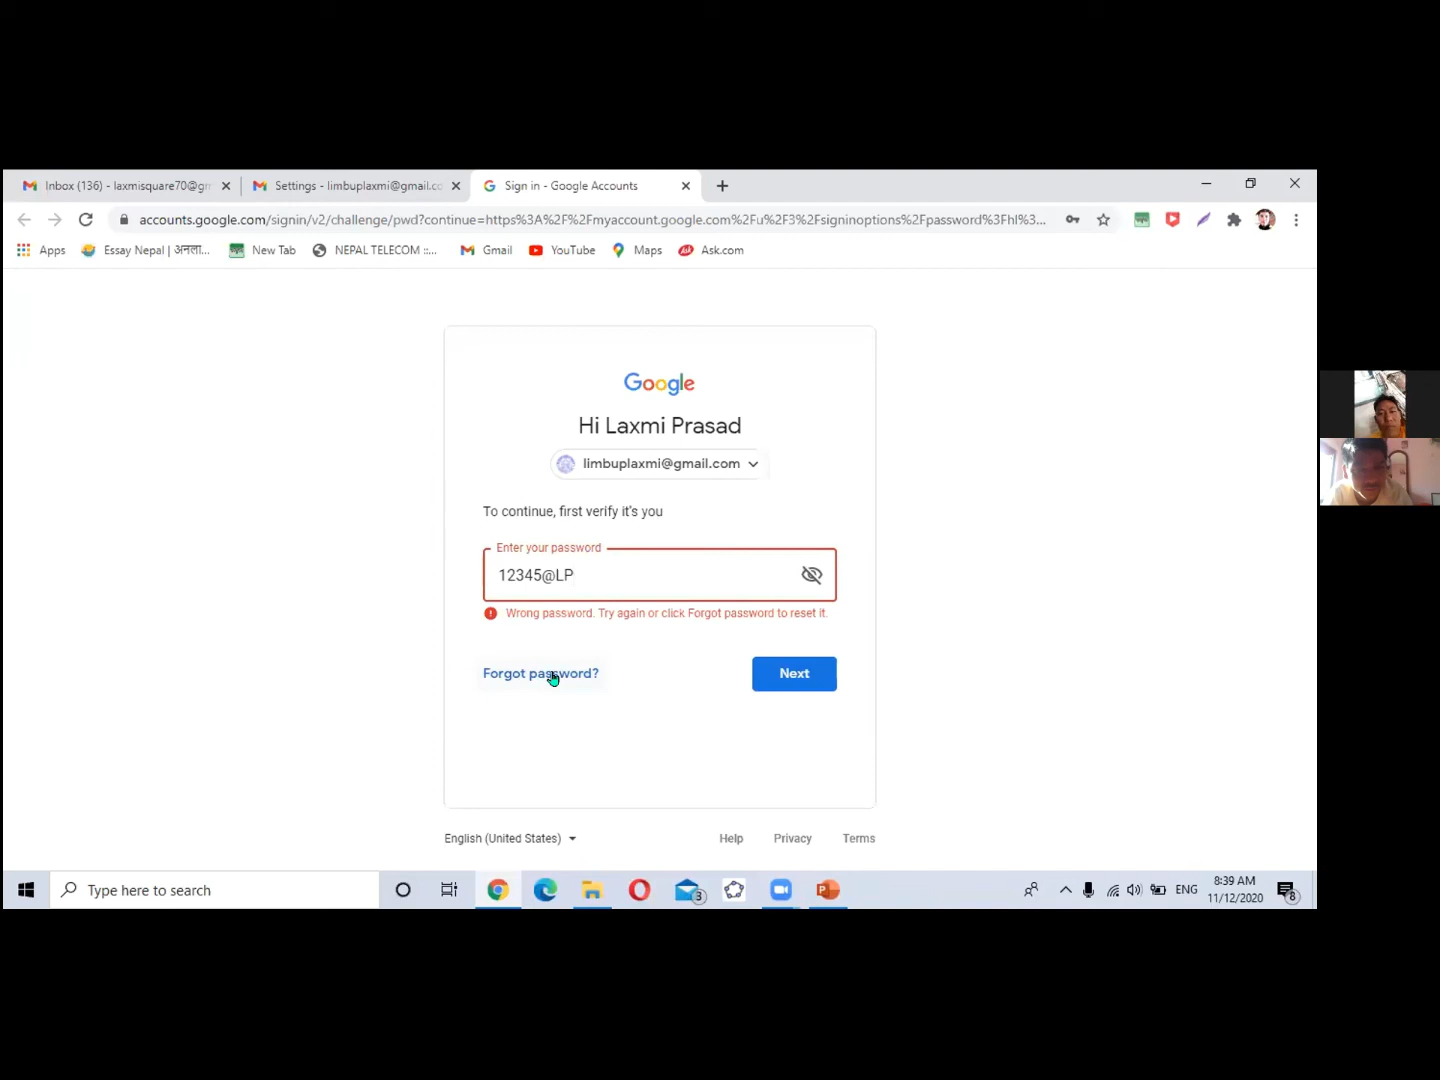 Inbox (136) - laxmisquare70@gr
Settings - limbuplaxmi@gmail.co
Sign in - Google Accounts
accounts.google.com/signin/v2/challenge/pwd?continue=https%3A%2F%2Fmyaccount.google.com%2Fu%2F3%2Fsigninoptions%2Fpassword%3Fhl%3...
Apps
Essay Nepal | अनला...
New Tab
NEPAL TELECOM ::...
Gmail
YouTube
Maps
Ask.com
Google
Hi Laxmi Prasad
limbuplaxmi@gmail.com
To continue, first verify it's you
Enter your password
12345@LP
Wrong password. Try again or click Forgot password to reset it.
Forgot password?
Next
English (United States)
Help
Privacy
Terms
Type here to search
3
ENG
8:39 AM
11/12/2020
8